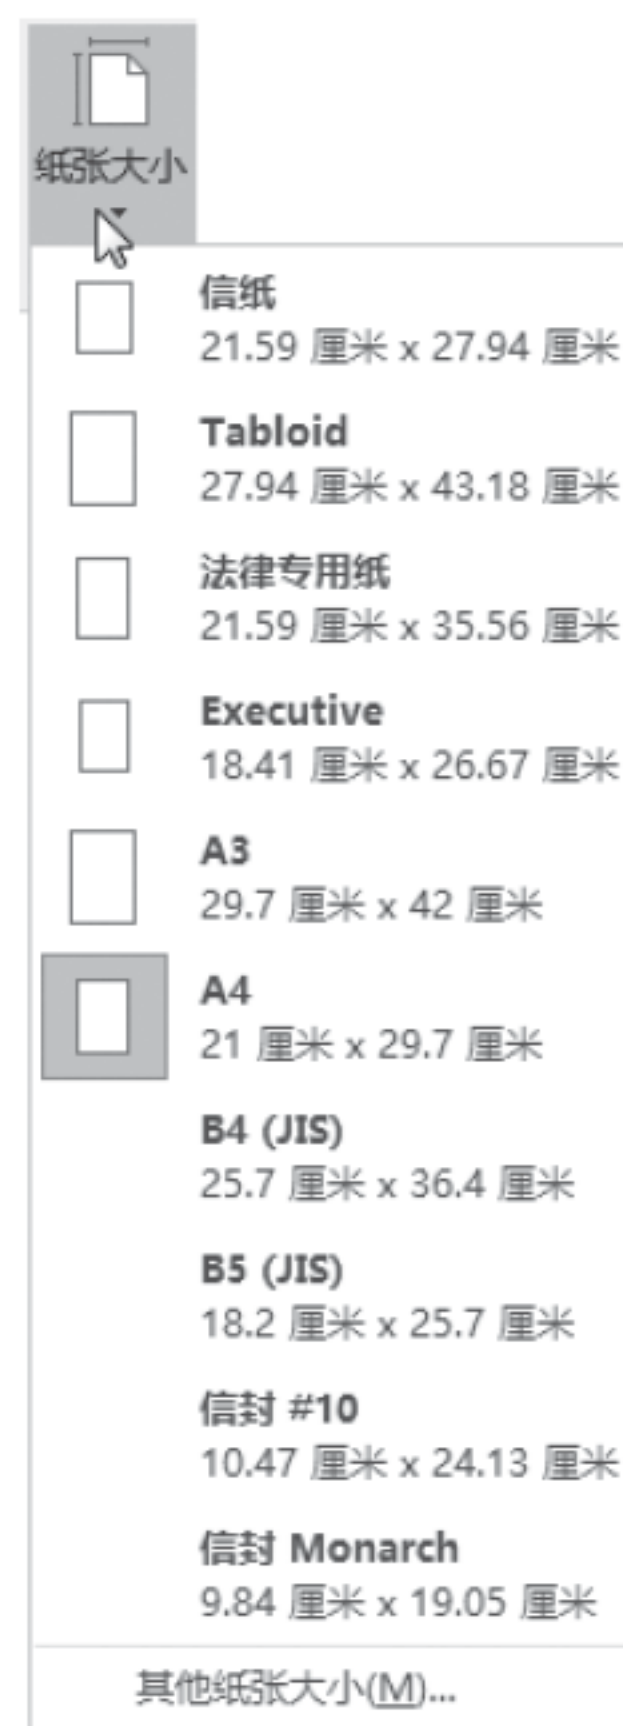 纸张大小
信纸
21.59 厘米 x 27.94 厘米
Tabloid
27.94 厘米 x 43.18 厘米
法律专用纸
21.59 厘米 x 35.56 厘米
Executive
18.41 厘米 x 26.67 厘米
A3
29.7 厘米 x 42 厘米
A4
21 厘米 x 29.7 厘米
B4 (JIS)
25.7 厘米 x 36.4 厘米
B5 (JIS)
18.2 厘米 x 25.7 厘米
信封 #10
10.47 厘米 x 24.13 厘米
信封 Monarch
9.84 厘米 x 19.05 厘米
其他纸张大小(M)...